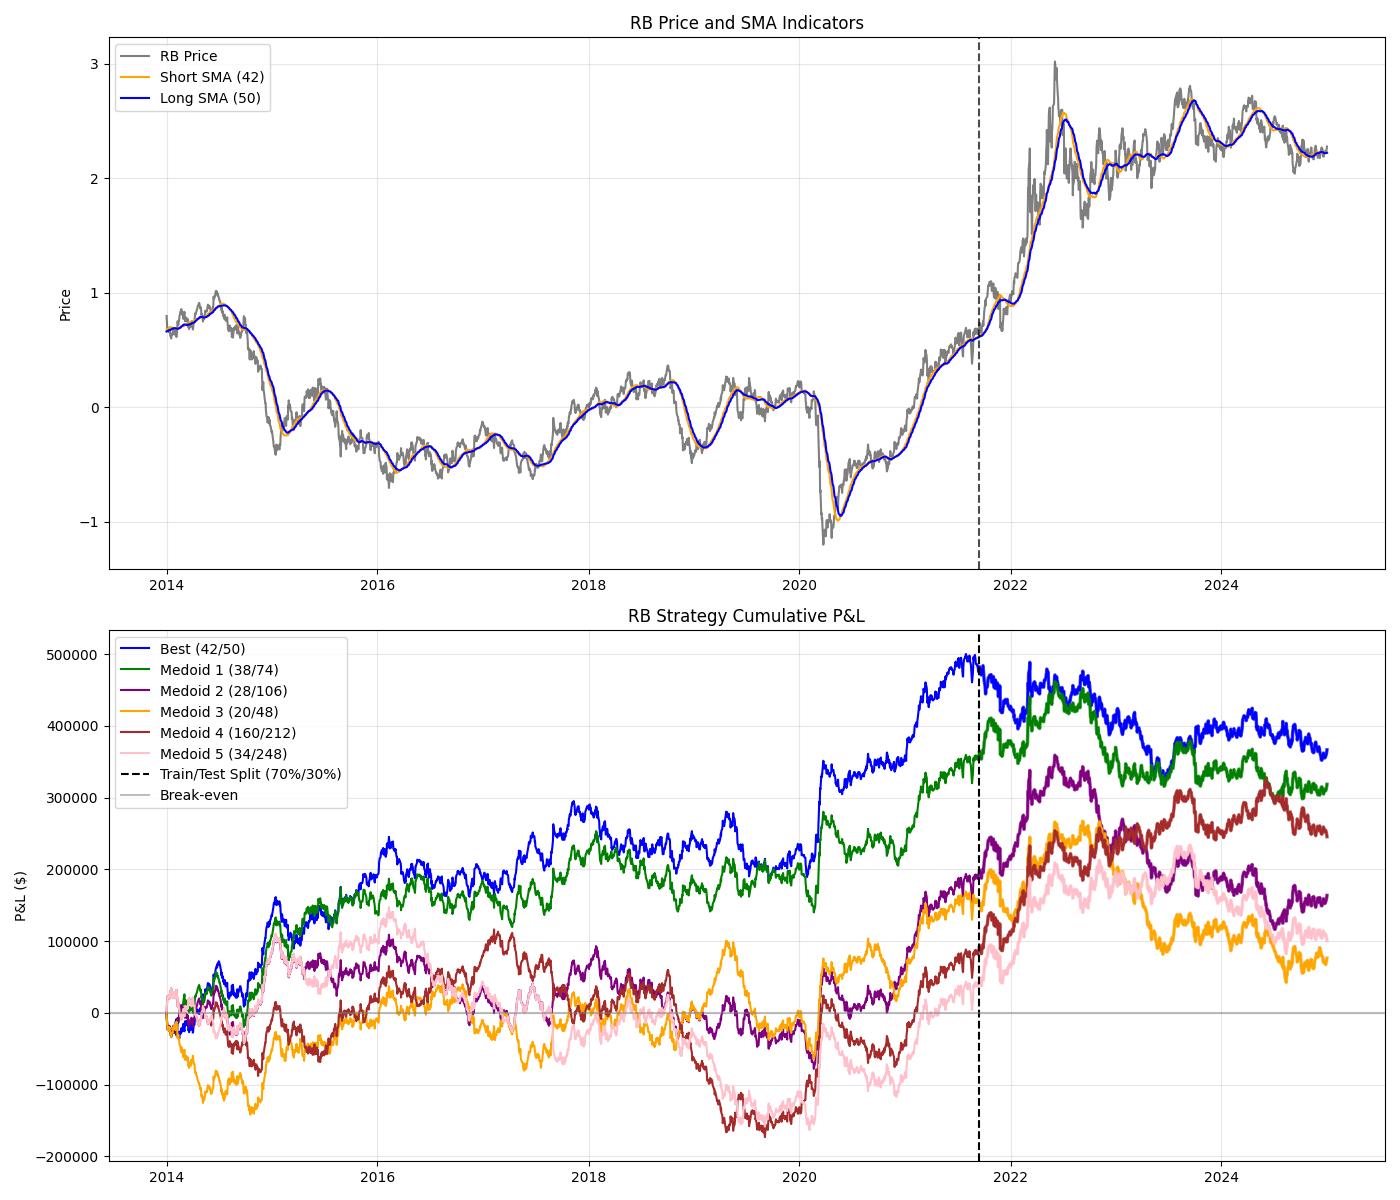 RB Price and SMA Indicators
RB Price
Short SMA (42)
Long SMA (50)
Price
3
2
1
0
−1
2014 2016 2018 2020 2022 2024
RB Strategy Cumulative P&L
Best (42/50)
Medoid 1 (38/74)
Medoid 2 (28/106)
Medoid 3 (20/48)
Medoid 4 (160/212)
Medoid 5 (34/248)
Train/Test Split (70%/30%)
Break-even
P&L ($)
500000
400000
300000
200000
100000
0
−100000
−200000
2014 2016 2018 2020 2022 2024